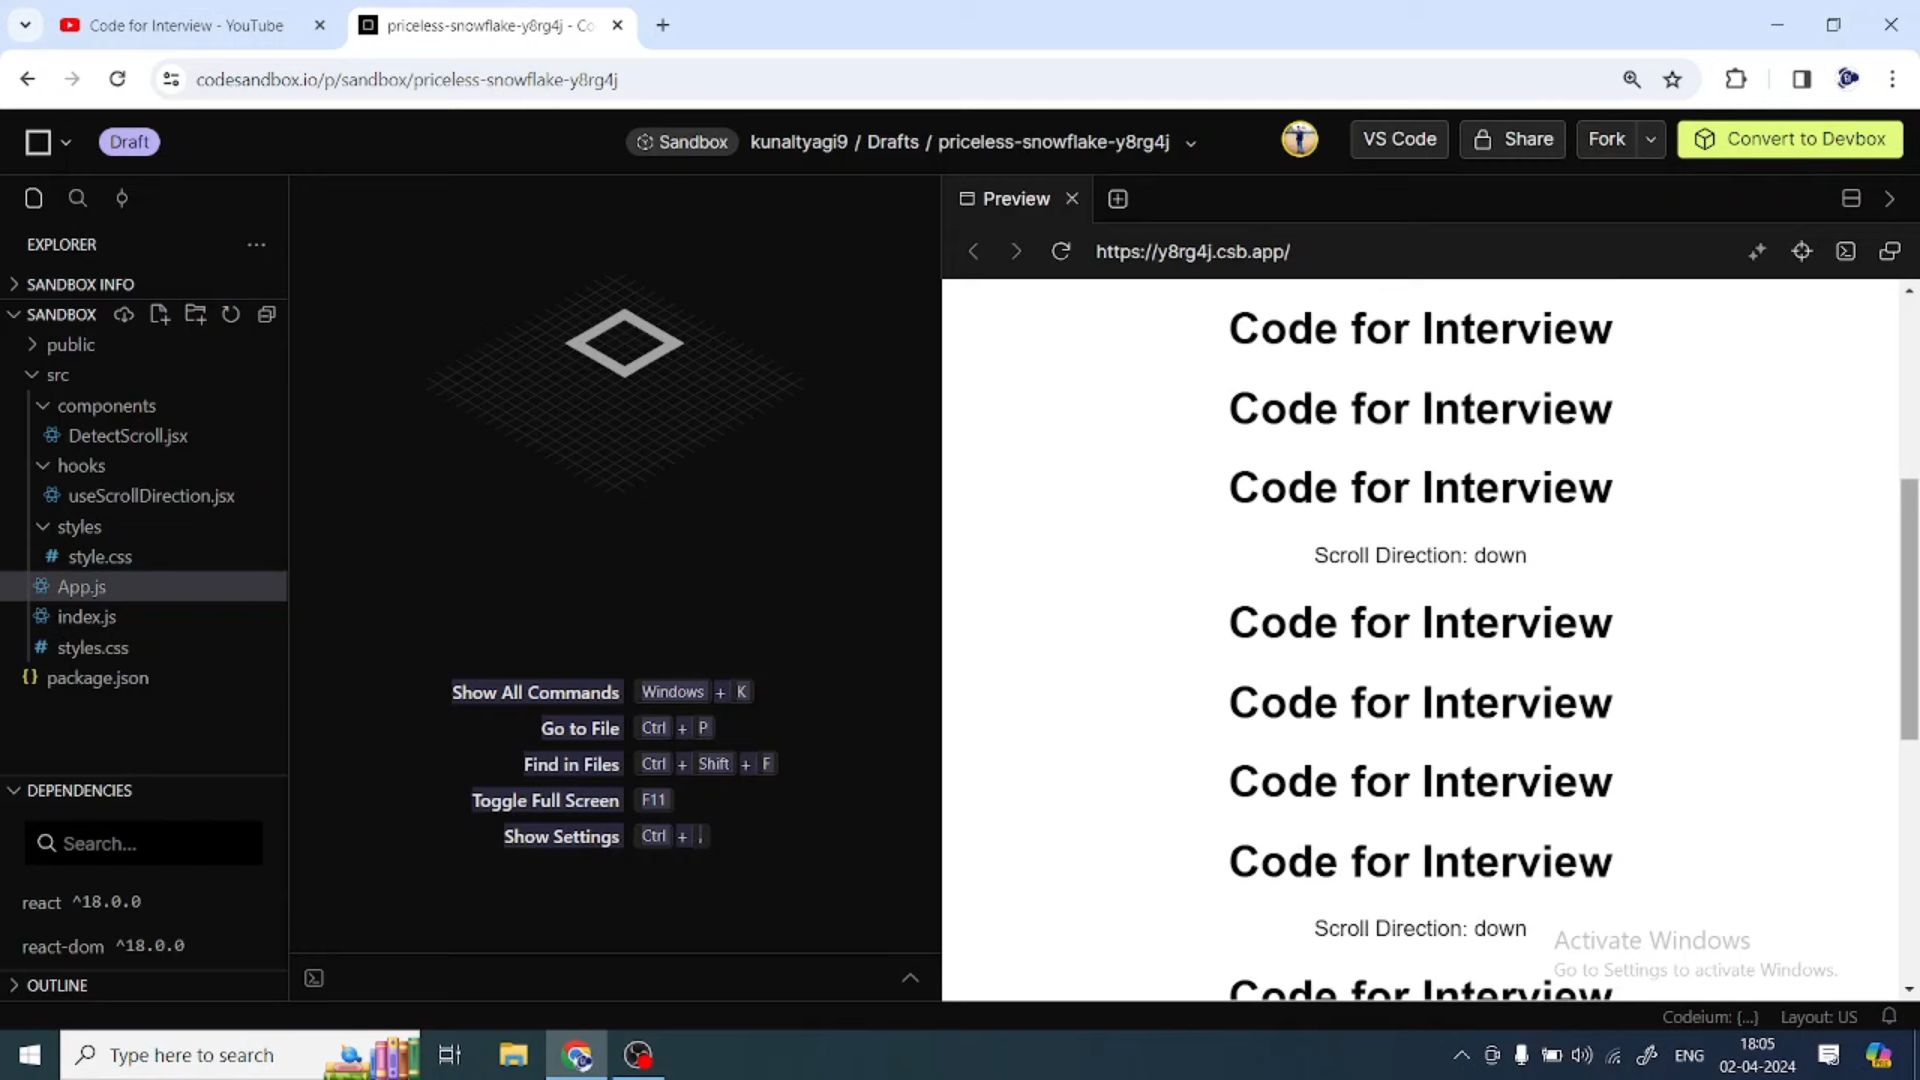 Code for Interview - YouTube
priceless-snowflake-y8rg4j - Co
codesandbox.io/p/sandbox/priceless-snowflake-y8rg4j
Draft
Sandbox
kunaltyagi9 / Drafts / priceless-snowflake-y8rg4j
VS Code
Share
Fork
Convert to Devbox
EXPLORER
SANDBOX INFO
SANDBOX
public
src
components
DetectScroll.jsx
hooks
useScrollDirection.jsx
styles
# style.css
App.js
index.js
# styles.css
{} package.json
DEPENDENCIES
Search...
react ^18.0.0
react-dom ^18.0.0
OUTLINE
Show All Commands Windows + K
Go to File Ctrl + P
Find in Files Ctrl + Shift + F
Toggle Full Screen F11
Show Settings Ctrl + ,
Preview
https://y8rg4j.csb.app/
Code for Interview
Code for Interview
Code for Interview
Scroll Direction: down
Code for Interview
Code for Interview
Code for Interview
Code for Interview
Scroll Direction: down
Code for Interview
Activate Windows
Go to Settings to activate Windows.
Codeium: {...}
Layout: US
Type here to search
ENG
18:05
02-04-2024